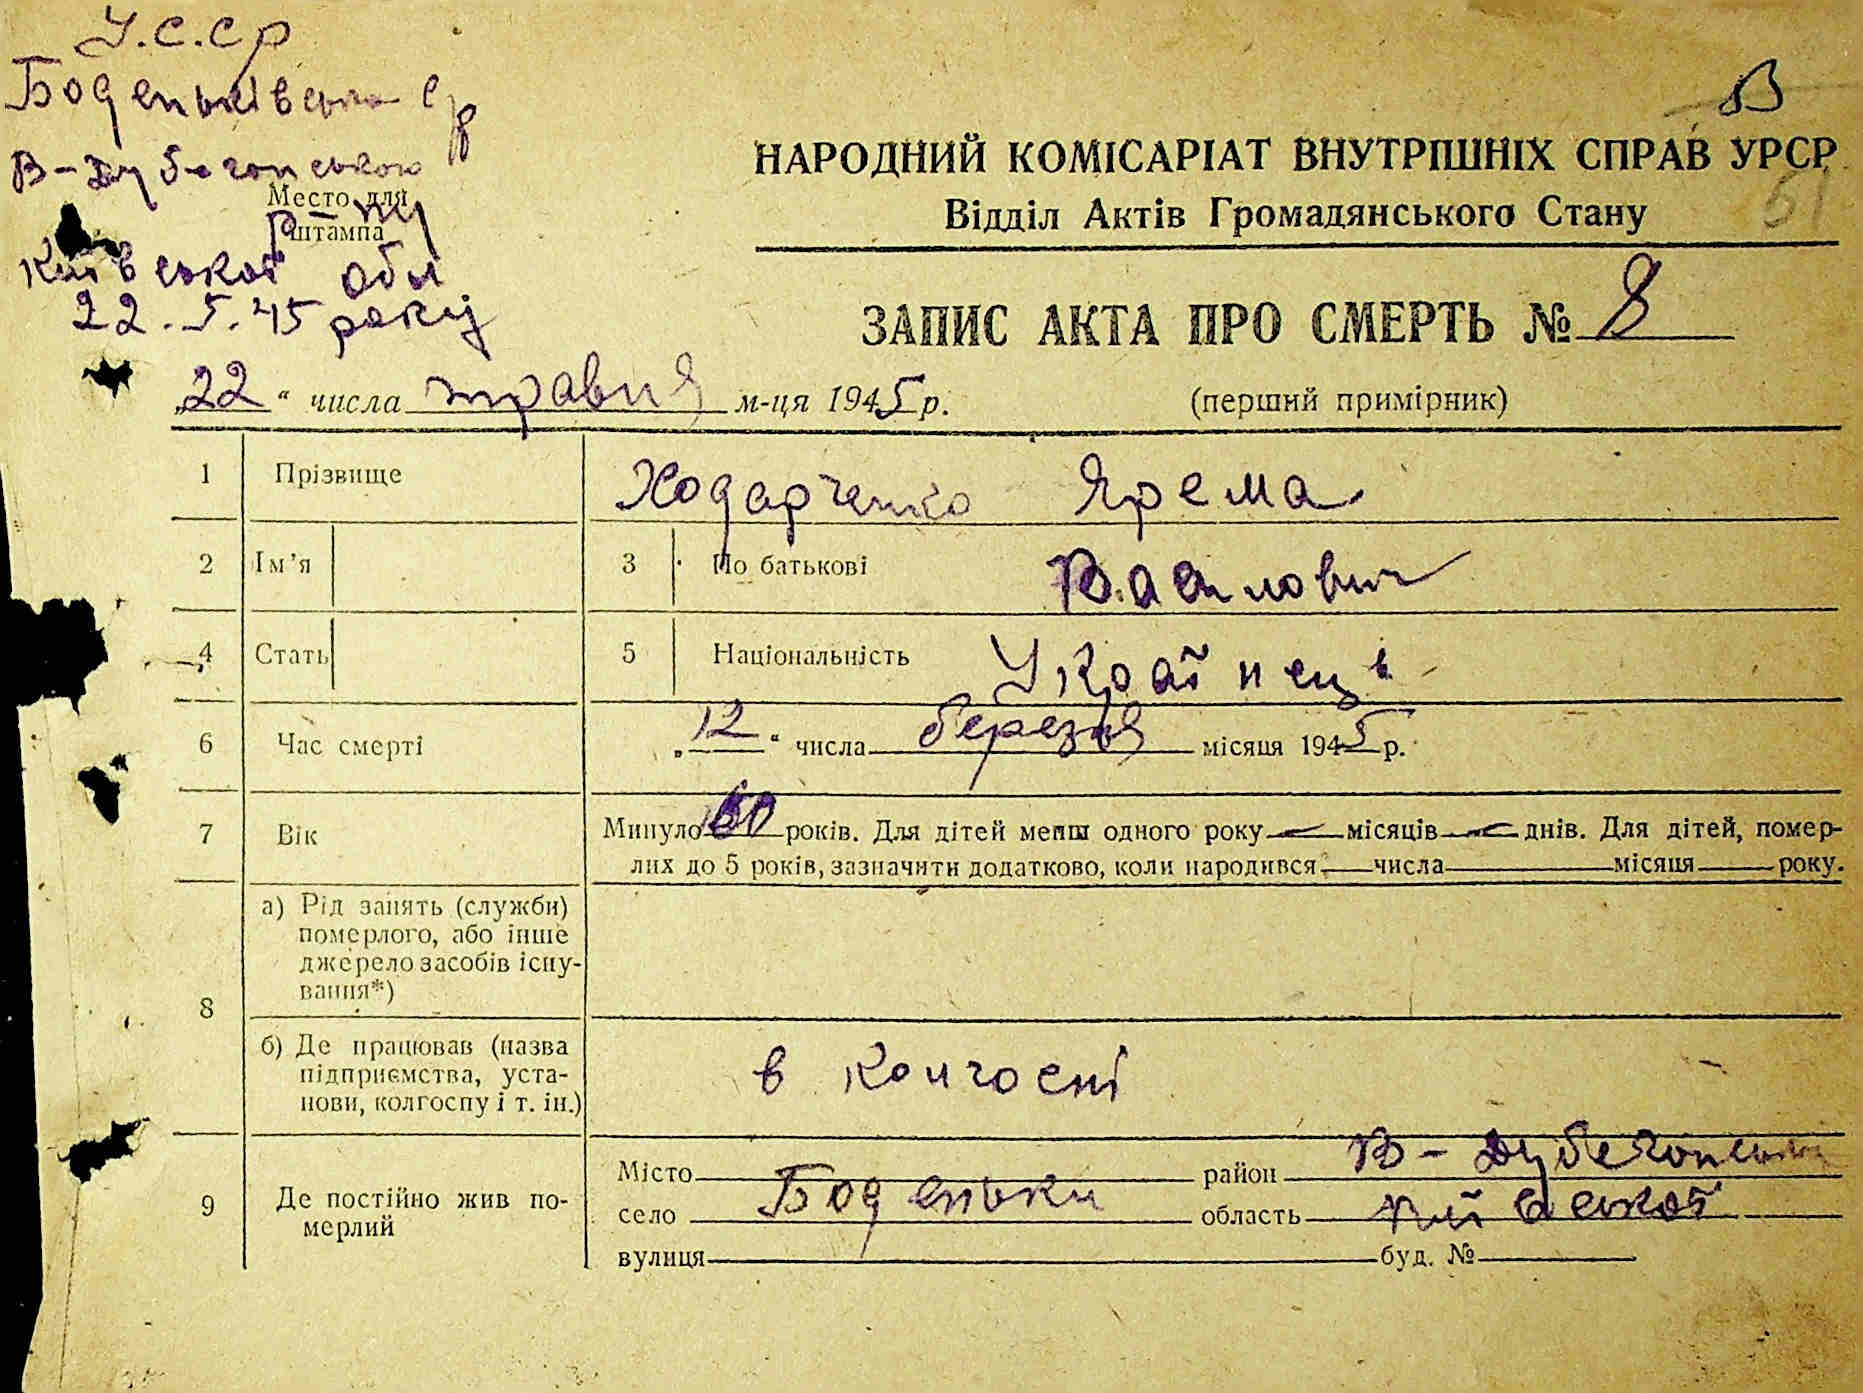 У.С.СР
Боденьківська с/р
В-Дубечанського
Место для
р-ну
штампа
Київської обл
22.5.45 року
В
НАРОДНИЙ КОМІСАРІАТ ВНУТРІШНІХ СПРАВ УРСР
61
Відділ Актів Громадянського Стану
ЗАПИС АКТА ПРО СМЕРТЬ № 8
„22“ числа травня м-ця 1945 р. (перший примірник)
1 Прізвище Ходарченко Ярема
2 Ім’я 3 По батькові Василович
4 Стать 5 Національність Українець
6 Час смерті „12“ числа березня місяця 1945 р.
7 Вік Минуло 60 років. Для дітей менш одного року — місяців — днів. Для дітей, помер-
лих до 5 років, зазначити додатково, коли народився — числа місяця року.
8 а) Рід занять (служби)
померлого, або інше
джерело засобів існу-
вання*)
б) Де працював (назва
підприємства, уста-
нови, колгоспу і т. ін.) в колгоспі
9 Де постійно жив по-
мерлий
Місто район В-Дубечанського
село Боденьки область Київської
вулиця буд. №